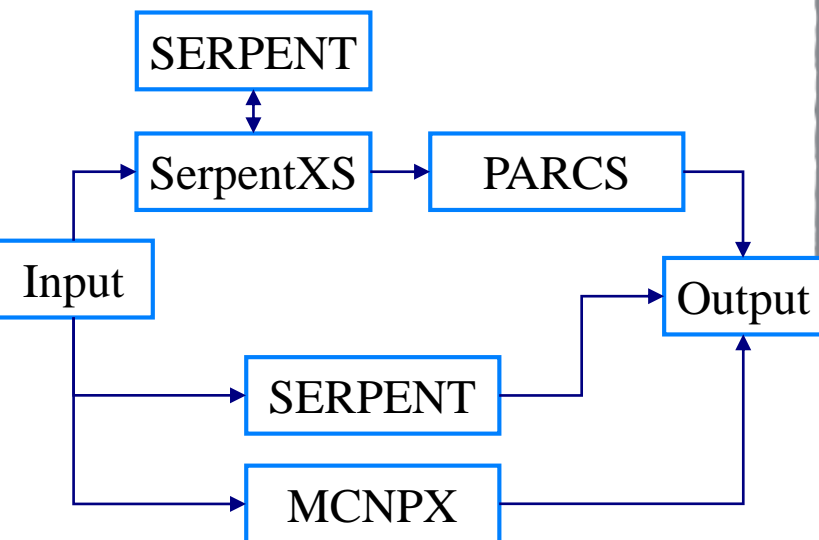 SERPENT
SerpentXS
PARCS
Input
Output
SERPENT
MCNPX